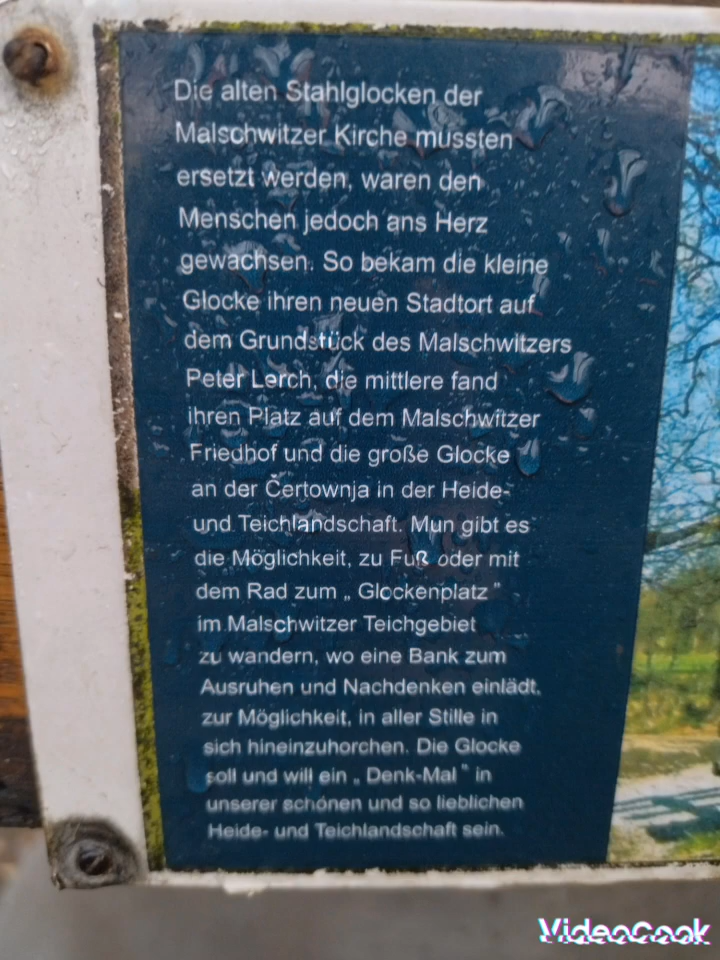 Die alten Stahlglocken der
Malschwitzer Kirche mussten
ersetzt werden, waren den
Menschen jedoch ans Herz
gewachsen. So bekam die kleine
Glocke ihren neuen Stadtort auf
dem Grundstück des Malschwitzers
Peter Lerch, die mittlere fand
ihren Platz auf dem Malschwitzer
Friedhof und die große Glocke
an der Čertownja in der Heide-
und Teichlandschaft. Mun gibt es
die Möglichkeit, zu Fuß oder mit
dem Rad zum „ Glockenplatz "
im Malschwitzer Teichgebiet
zu wandern, wo eine Bank zum
Ausruhen und Nachdenken einlädt,
zur Möglichkeit, in aller Stille in
sich hineinzuhorchen. Die Glocke
soll und will ein „ Denk-Mal " in
unserer schönen und so lieblichen
Heide- und Teichlandschaft sein.
VideoCook